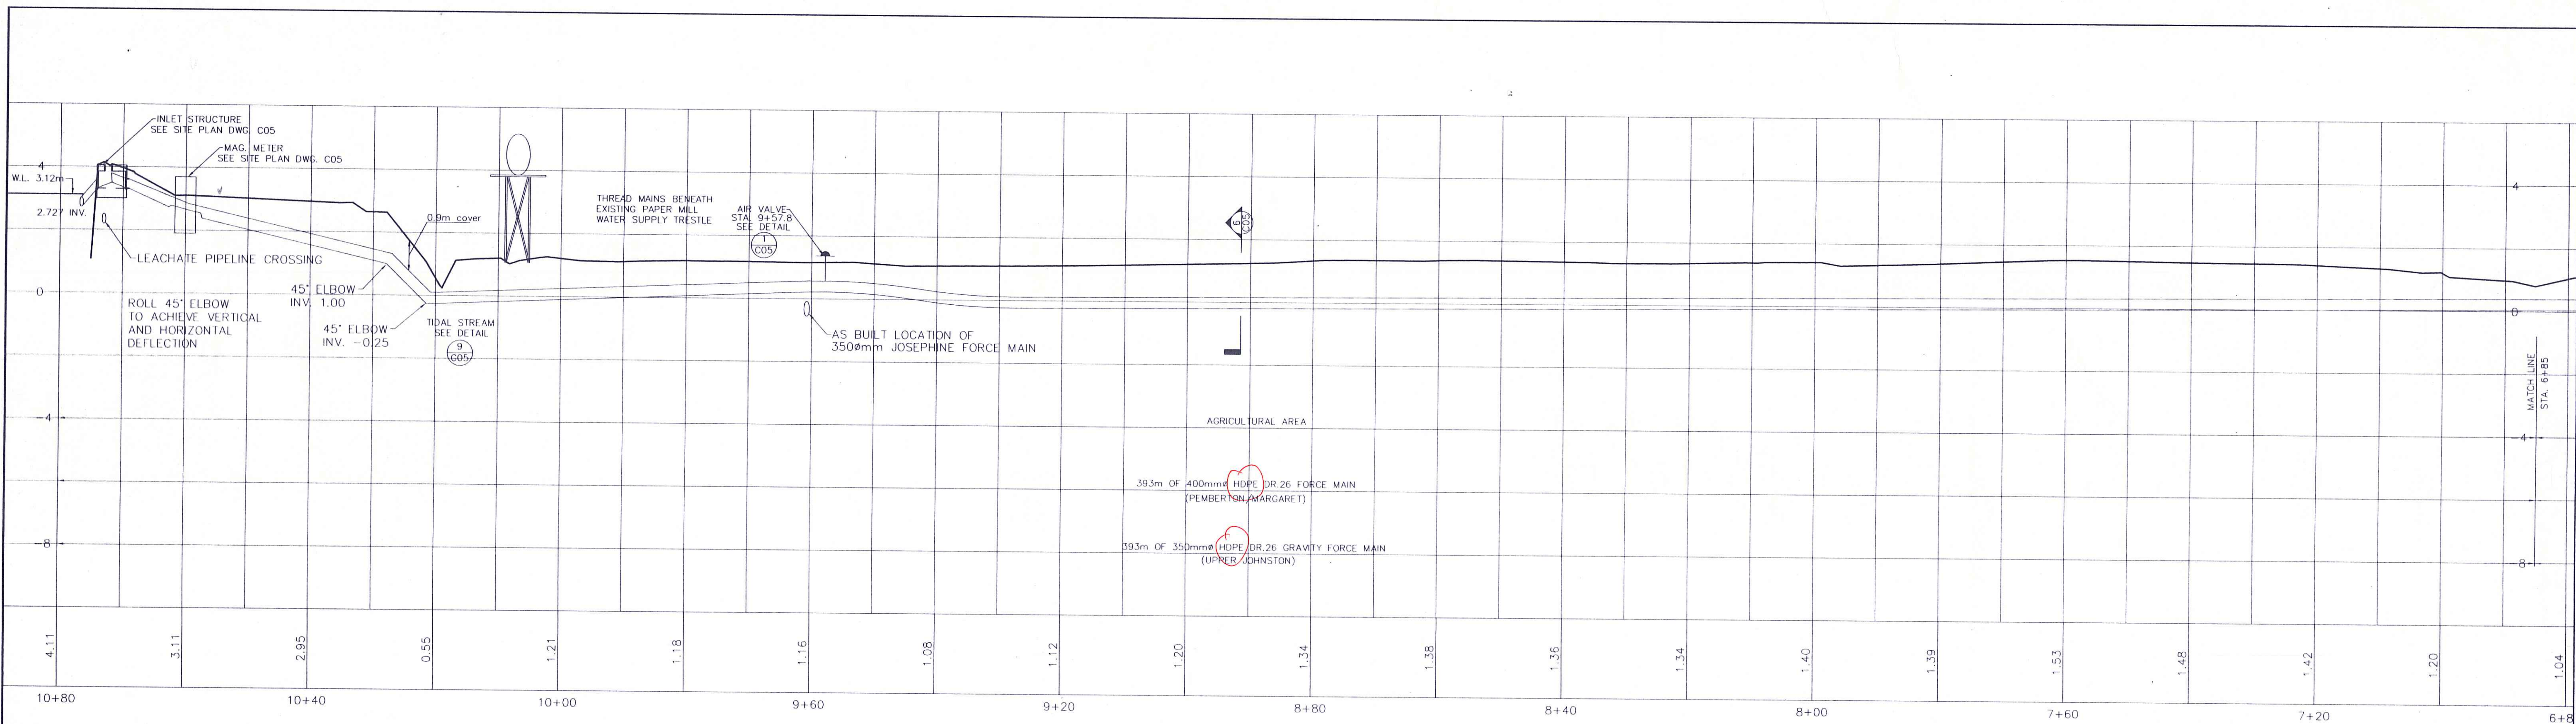 INLET STRUCTURE
SEE SITE PLAN DWG. C05
MAG. METER
SEE SITE PLAN DWG. C05
4
W.L. 3.12m
2.727 INV.
0.9m cover
THREAD MAINS BENEATH
EXISTING PAPER MILL
WATER SUPPLY TRESTLE
AIR VALVE
STA. 9+57.8
SEE DETAIL
1
C05
6
C05
4
LEACHATE PIPELINE CROSSING
0
45° ELBOW
INV. 1.00
ROLL 45° ELBOW
TO ACHIEVE VERTICAL
AND HORIZONTAL
DEFLECTION
45° ELBOW
INV. -0.25
TIDAL STREAM
SEE DETAIL
9
C05
AS BUILT LOCATION OF
350ømm JOSEPHINE FORCE MAIN
0
MATCH LINE
STA. 6+85
-4
AGRICULTURAL AREA
-4
393m OF 400mmø HDPE DR.26 FORCE MAIN
(PEMBERTON/MARGARET)
-8
393m OF 350mmø HDPE DR.26 GRAVITY FORCE MAIN
(UPPER JOHNSTON)
-8
4.11
3.11
2.95
0.55
1.21
1.18
1.16
1.08
1.12
1.20
1.34
1.38
1.36
1.34
1.40
1.39
1.53
1.48
1.42
1.20
1.04
10+80
10+40
10+00
9+60
9+20
8+80
8+40
8+00
7+60
7+20
6+8